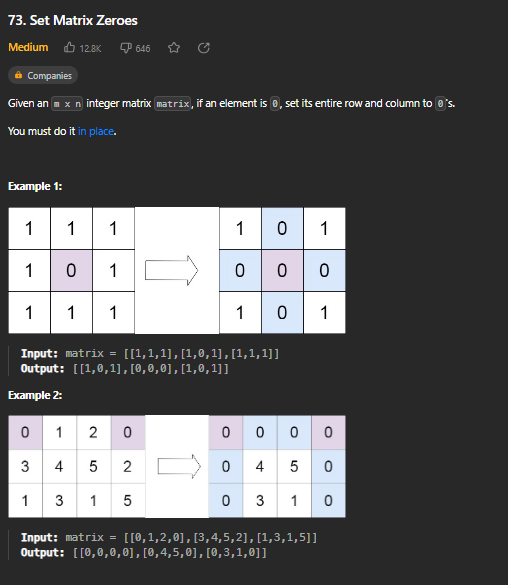 73. Set Matrix Zeroes
Medium 12.8K 646
Companies
Given an m x n integer matrix matrix, if an element is 0, set its entire row and column to 0's.
You must do it in place.
Example 1:
1 1 1 1 0 1
1 0 1 0 0 0
1 1 1 1 0 1
Input: matrix = [[1,1,1],[1,0,1],[1,1,1]]
Output: [[1,0,1],[0,0,0],[1,0,1]]
Example 2:
0 1 2 0 0 0 0 0
3 4 5 2 0 4 5 0
1 3 1 5 0 3 1 0
Input: matrix = [[0,1,2,0],[3,4,5,2],[1,3,1,5]]
Output: [[0,0,0,0],[0,4,5,0],[0,3,1,0]]